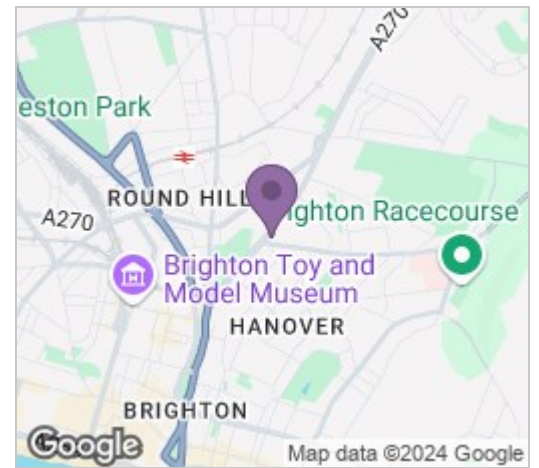 A270
eston Park
ROUND HILL
A270
ighton Racecourse
Brighton Toy and
Model Museum
HANOVER
BRIGHTON
Google
Map data ©2024 Google